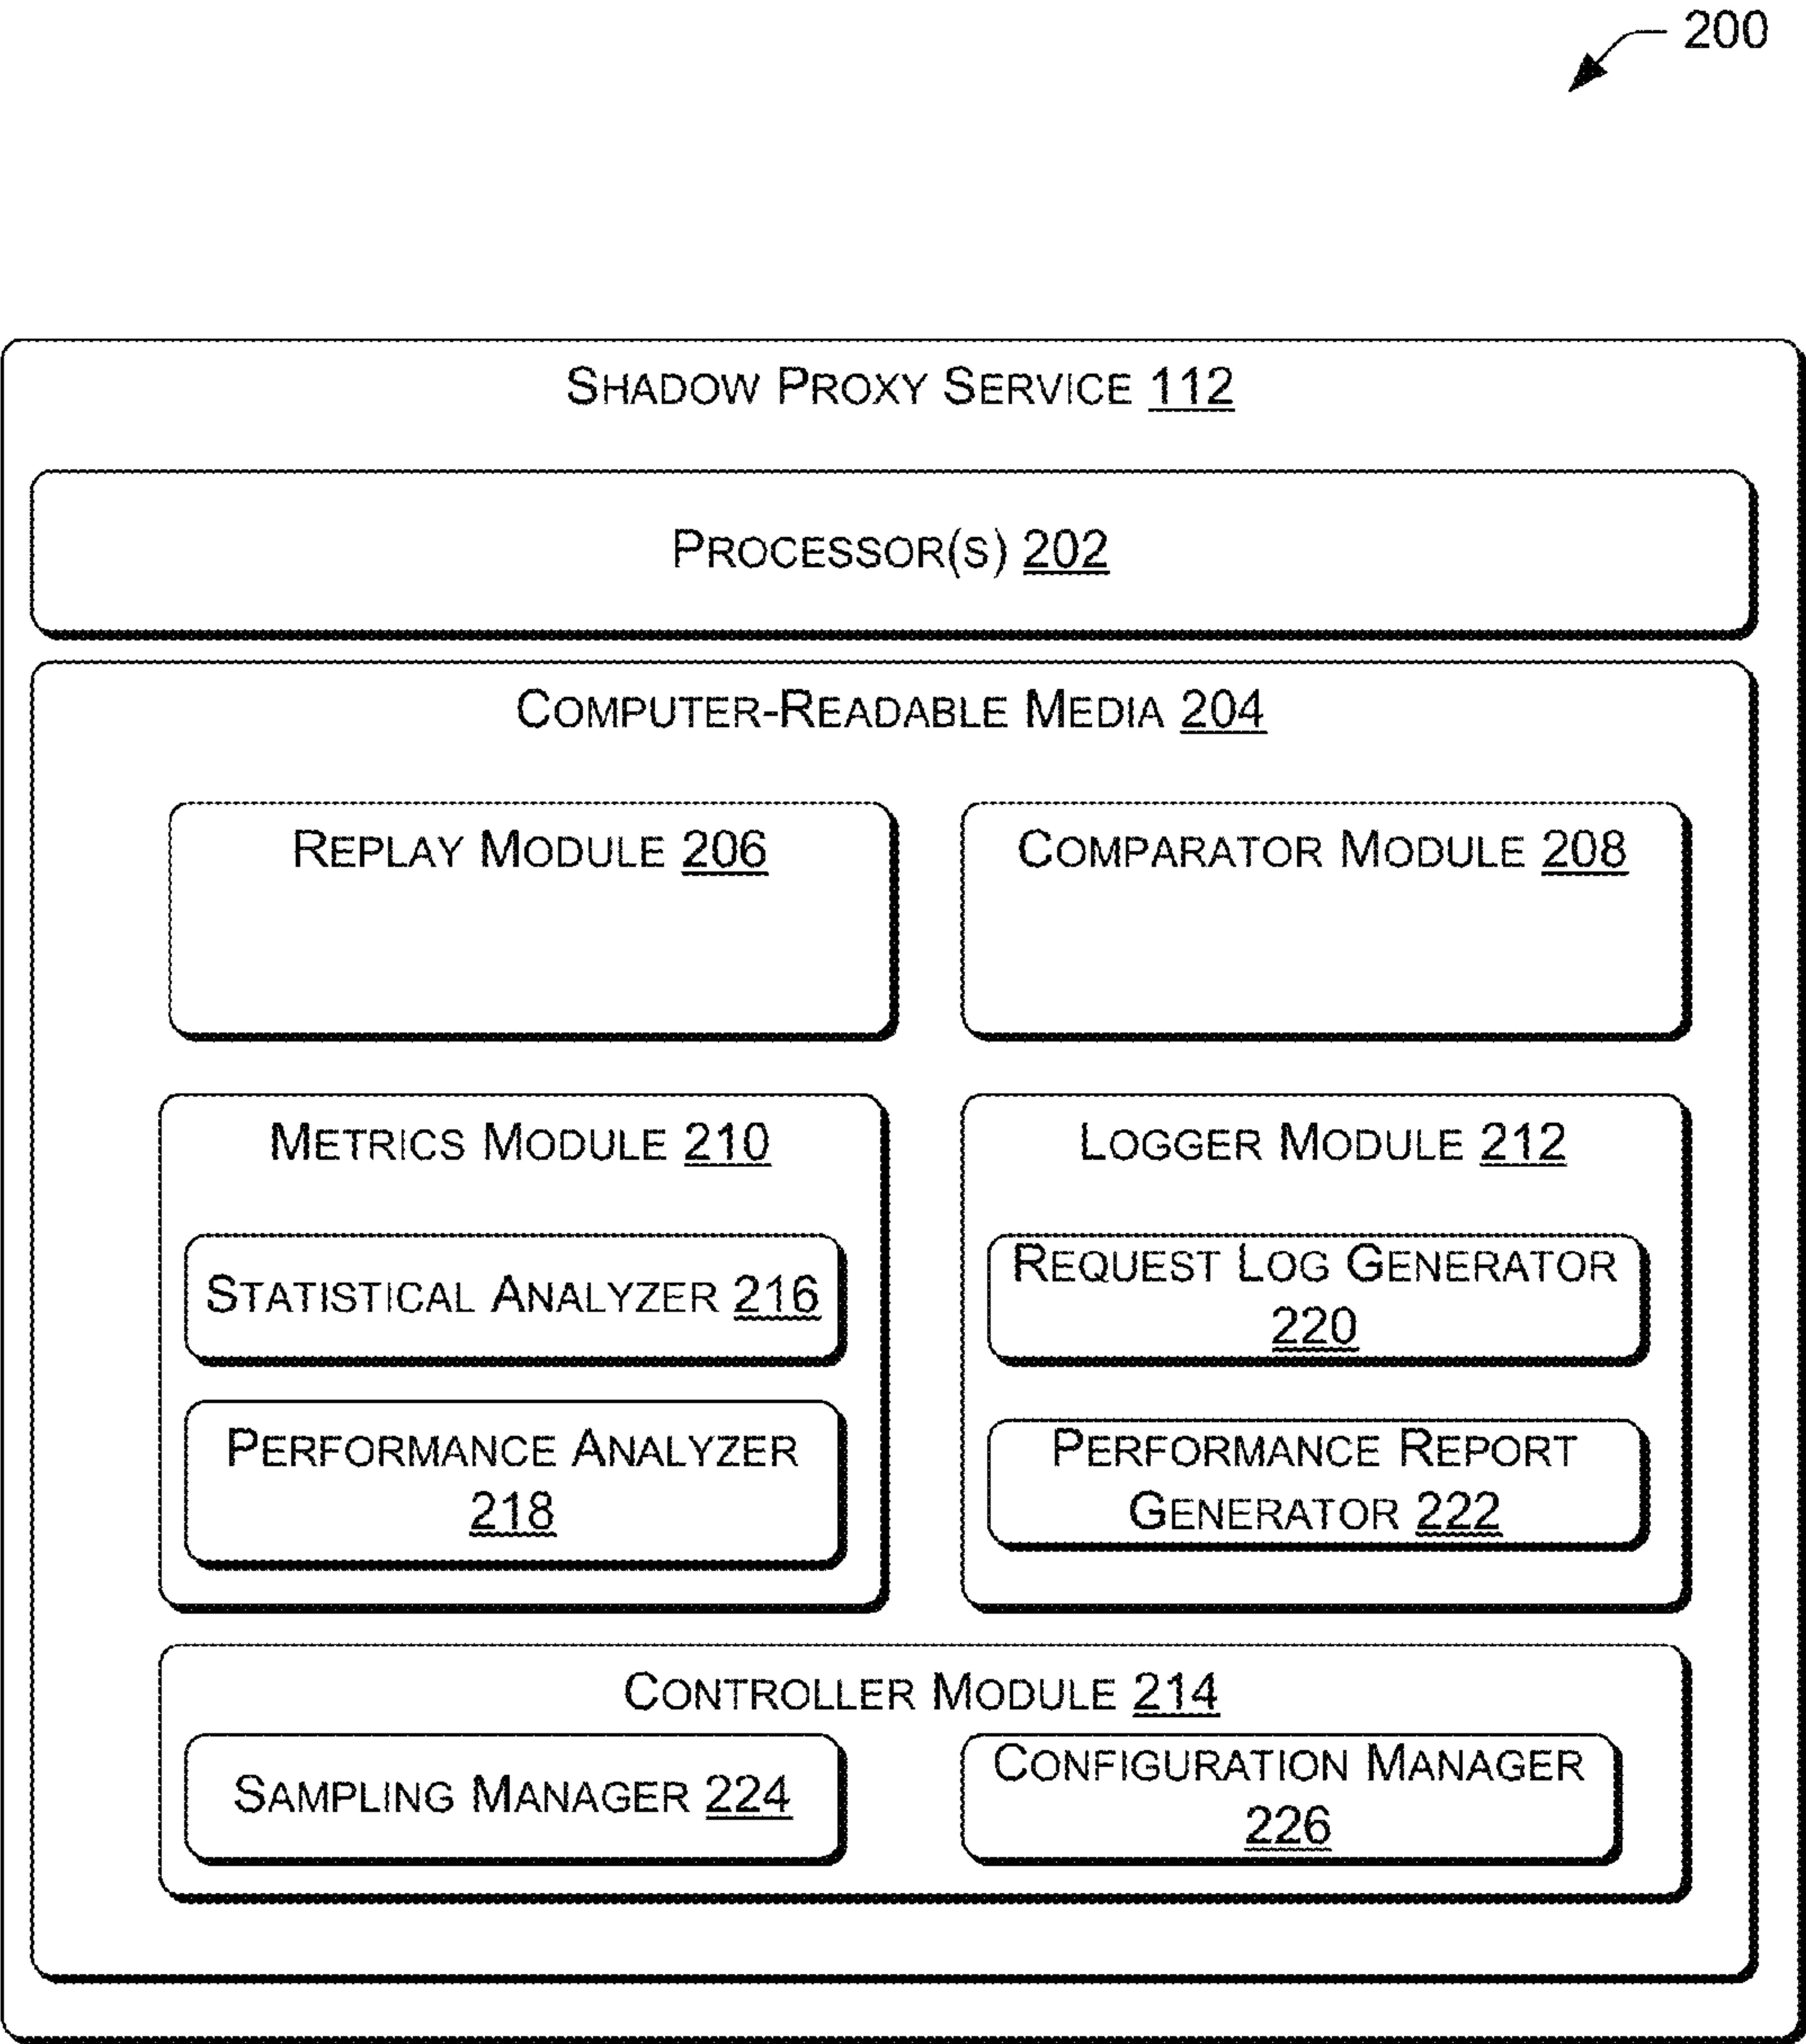 200
SHADOW PROXY SERVICE 112
PROCESSOR(S) 202
COMPUTER-READABLE MEDIA 204
REPLAY MODULE 206
COMPARATOR MODULE 208
METRICS MODULE 210
STATISTICAL ANALYZER 216
PERFORMANCE ANALYZER
218
LOGGER MODULE 212
REQUEST LOG GENERATOR
220
PERFORMANCE REPORT
GENERATOR 222
CONTROLLER MODULE 214
SAMPLING MANAGER 224
CONFIGURATION MANAGER
226